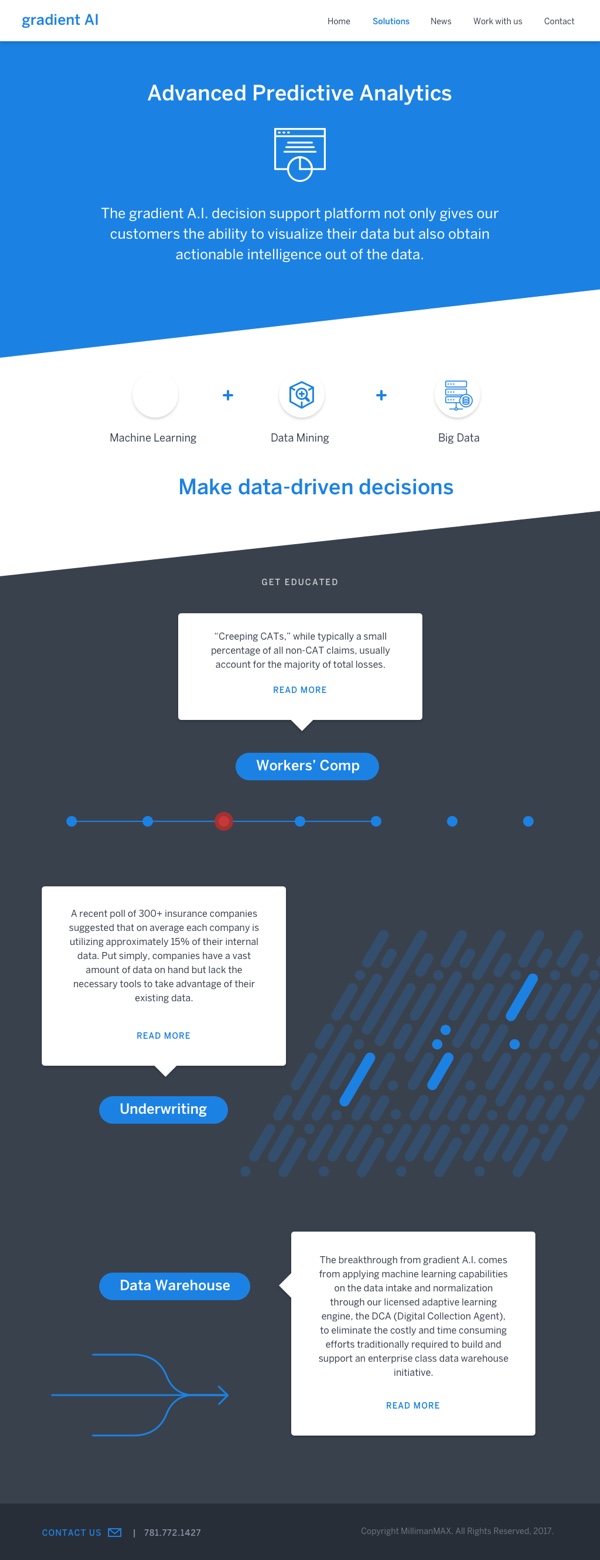 gradient AI
Home Solutions News Work with us Contact
Advanced Predictive Analytics
The gradient A.I. decision support platform not only gives our
customers the ability to visualize their data but also obtain
actionable intelligence out of the data.
+ +
Machine Learning Data Mining Big Data
Make data-driven decisions
GET EDUCATED
“Creeping CATs,” while typically a small
percentage of all non-CAT claims, usually
account for the majority of total losses.
READ MORE
Workers’ Comp
A recent poll of 300+ insurance companies
suggested that on average each company is
utilizing approximately 15% of their internal
data. Put simply, companies have a vast
amount of data on hand but lack the
necessary tools to take advantage of their
existing data.
READ MORE
Underwriting
Data Warehouse
The breakthrough from gradient A.I. comes
from applying machine learning capabilities
on the data intake and normalization
through our licensed adaptive learning
engine, the DCA (Digital Collection Agent),
to eliminate the costly and time consuming
efforts traditionally required to build and
support an enterprise class data warehouse
initiative.
READ MORE
CONTACT US | 781.772.1427
Copyright MillimanMAX. All Rights Reserved. 2017.